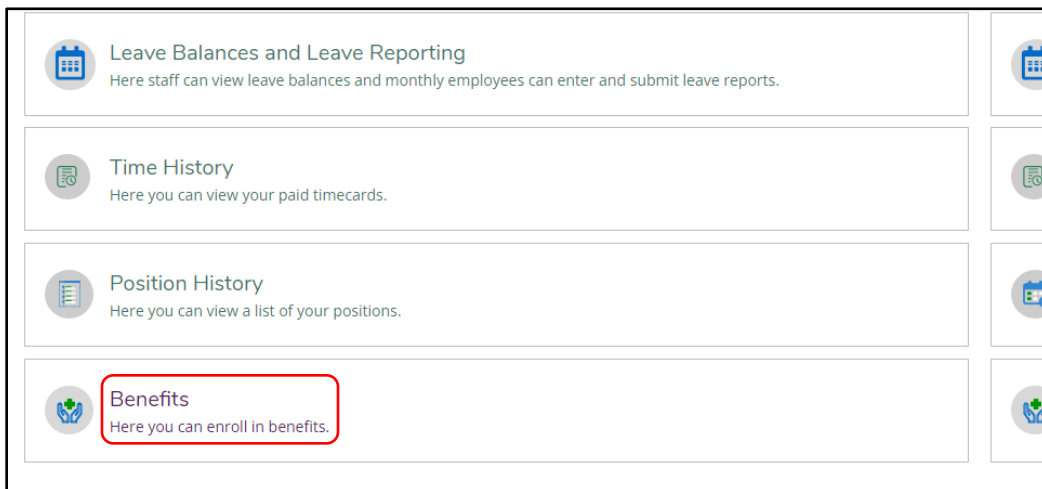 Leave Balances and Leave Reporting
Here staff can view leave balances and monthly employees can enter and submit leave reports.
Time History
Here you can view your paid timecards.
Position History
Here you can view a list of your positions.
Benefits
Here you can enroll in benefits.